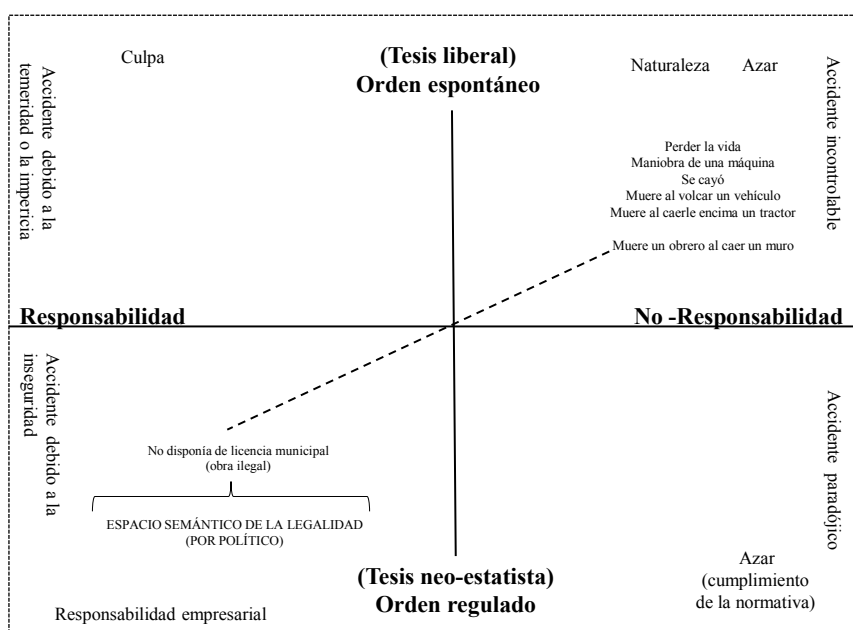 Culpa
(Tesis liberal)
Orden espontáneo
Naturaleza Azar
Accidente debido a la
temeridad o la impericia
Accidente incontrolable
Perder la vida
Maniobra de una máquina
Se cayó
Muere al volcar un vehículo
Muere al caerle encima un tractor
Muere un obrero al caer un muro
Responsabilidad
No -Responsabilidad
Accidente debido a la
inseguridad
Accidente paradójico
No disponía de licencia municipal
(obra ilegal)
ESPACIO SEMÁNTICO DE LA LEGALIDAD
(POR POLÍTICO)
(Tesis neo-estatista)
Orden regulado
Azar
(cumplimiento
de la normativa)
Responsabilidad empresarial